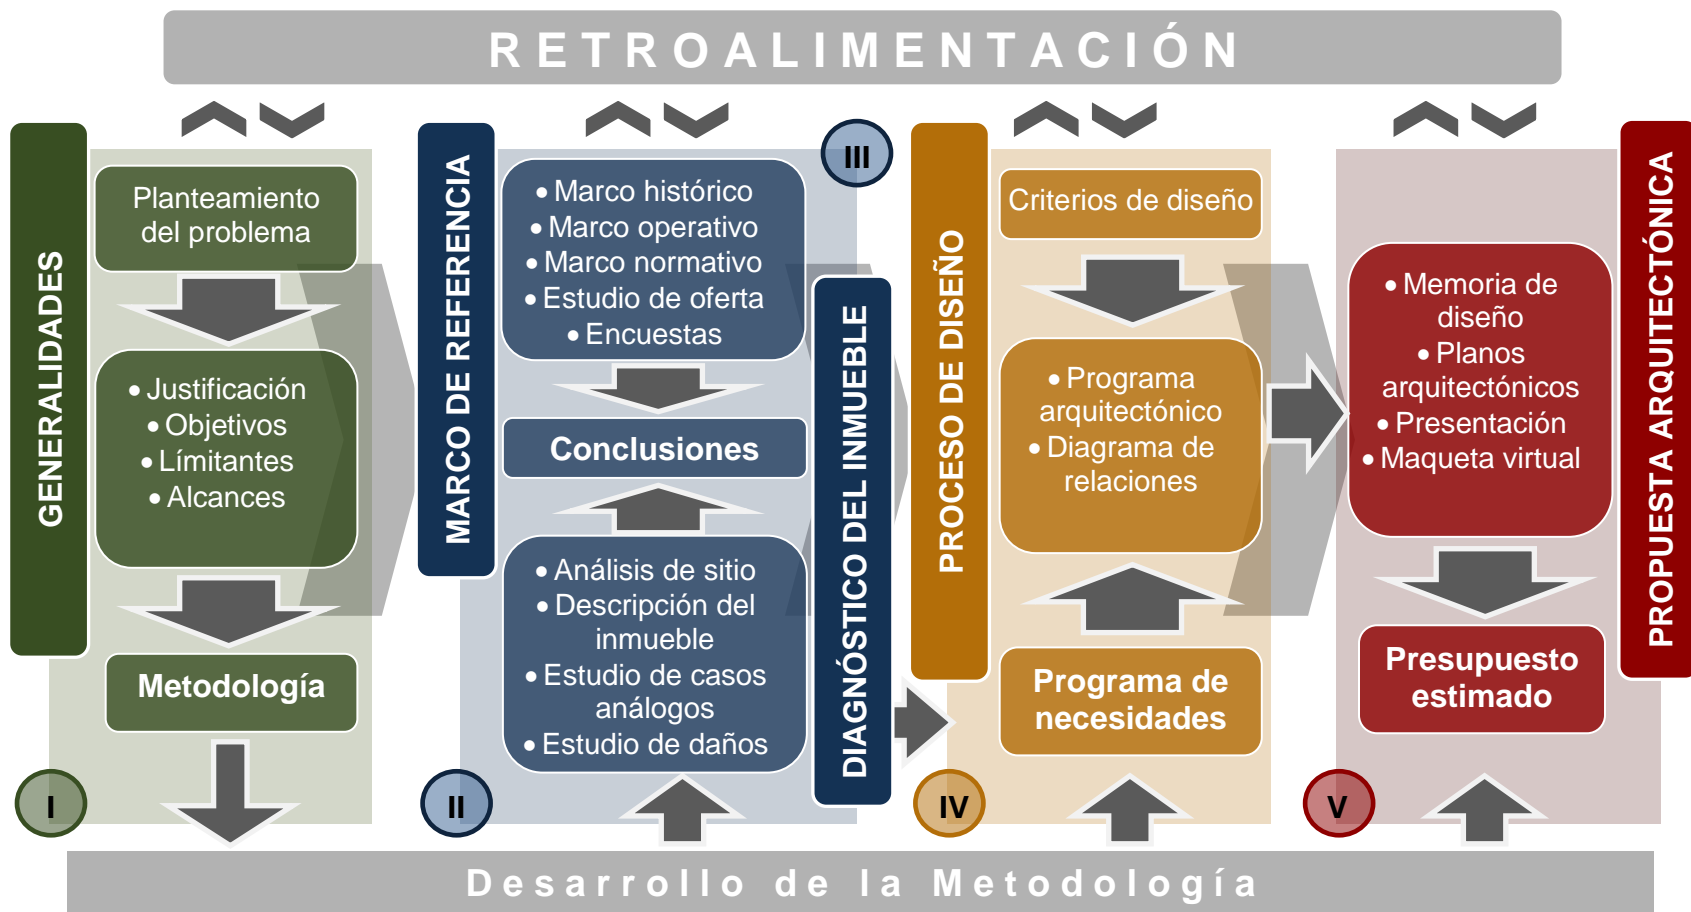 RETROALIMENTACIÓN
GENERALIDADES
Planteamiento
del problema
• Justificación
• Objetivos
• Límitantes
• Alcances
Metodología
I
MARCO DE REFERENCIA
• Marco histórico
• Marco operativo
• Marco normativo
• Estudio de oferta
• Encuestas
Conclusiones
• Análisis de sitio
• Descripción del
inmueble
• Estudio de casos
análogos
• Estudio de daños
II
III
DIAGNÓSTICO DEL INMUEBLE
PROCESO DE DISEÑO
Criterios de diseño
• Programa
arquitectónico
• Diagrama de
relaciones
Programa de
necesidades
IV
• Memoria de
diseño
• Planos
arquitectónicos
• Presentación
• Maqueta virtual
Presupuesto
estimado
V
PROPUESTA ARQUITECTÓNICA
Desarrollo de la Metodología